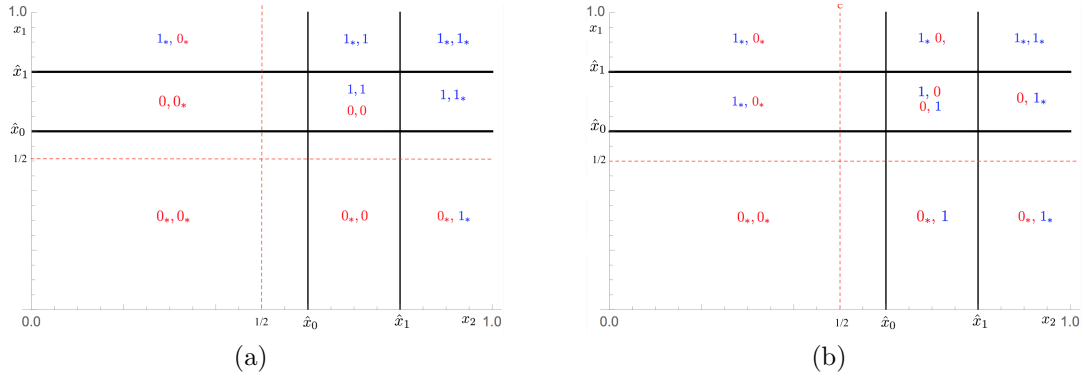 1.0
x₁
1∗, 0∗
1∗, 1
1∗, 1∗
x̂₁
0, 0∗
1, 1
0, 0
1, 1∗
x̂₀
1/2
0∗, 0∗
0∗, 0
0∗, 1∗
0.0
1/2
x̂₀
x̂₁
x₂
1.0
(a)
c
1.0
x₁
1∗, 0∗
1∗ 0,
1∗, 1∗
x̂₁
1∗, 0∗
1, 0
0, 1
0, 1∗
x̂₀
1/2
0∗, 0∗
0∗, 1
0∗, 1∗
0.0
1/2
x̂₀
x̂₁
x₂
1.0
(b)